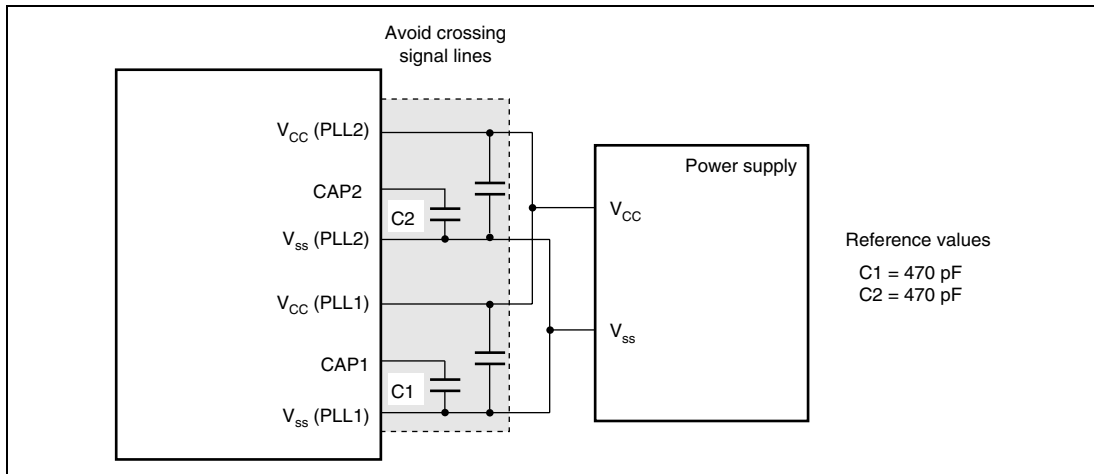 Avoid crossing
signal lines
V_CC (PLL2)
CAP2
C2
V_ss (PLL2)
V_CC (PLL1)
CAP1
C1
V_ss (PLL1)
Power supply
V_CC
V_ss
Reference values
C1 = 470 pF
C2 = 470 pF